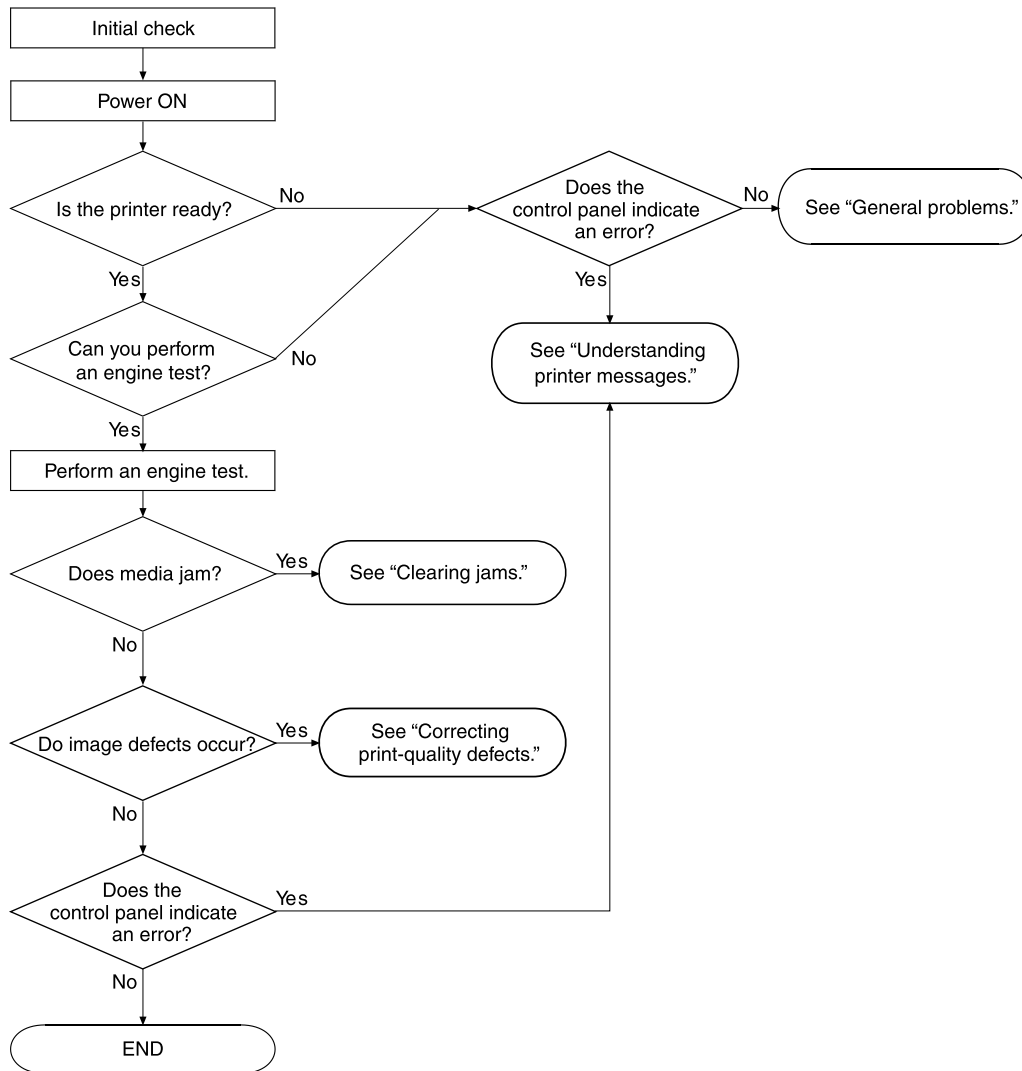 Initial check
Power ON
Is the printer ready?
No
Does the
control panel indicate
an error?
No
See “General problems.”
Yes
Yes
Can you perform
an engine test?
No
See “Understanding
printer messages.”
Yes
Perform an engine test.
Does media jam?
Yes
See “Clearing jams.”
No
Do image defects occur?
Yes
See “Correcting
print-quality defects.”
No
Does the
control panel indicate
an error?
Yes
No
END